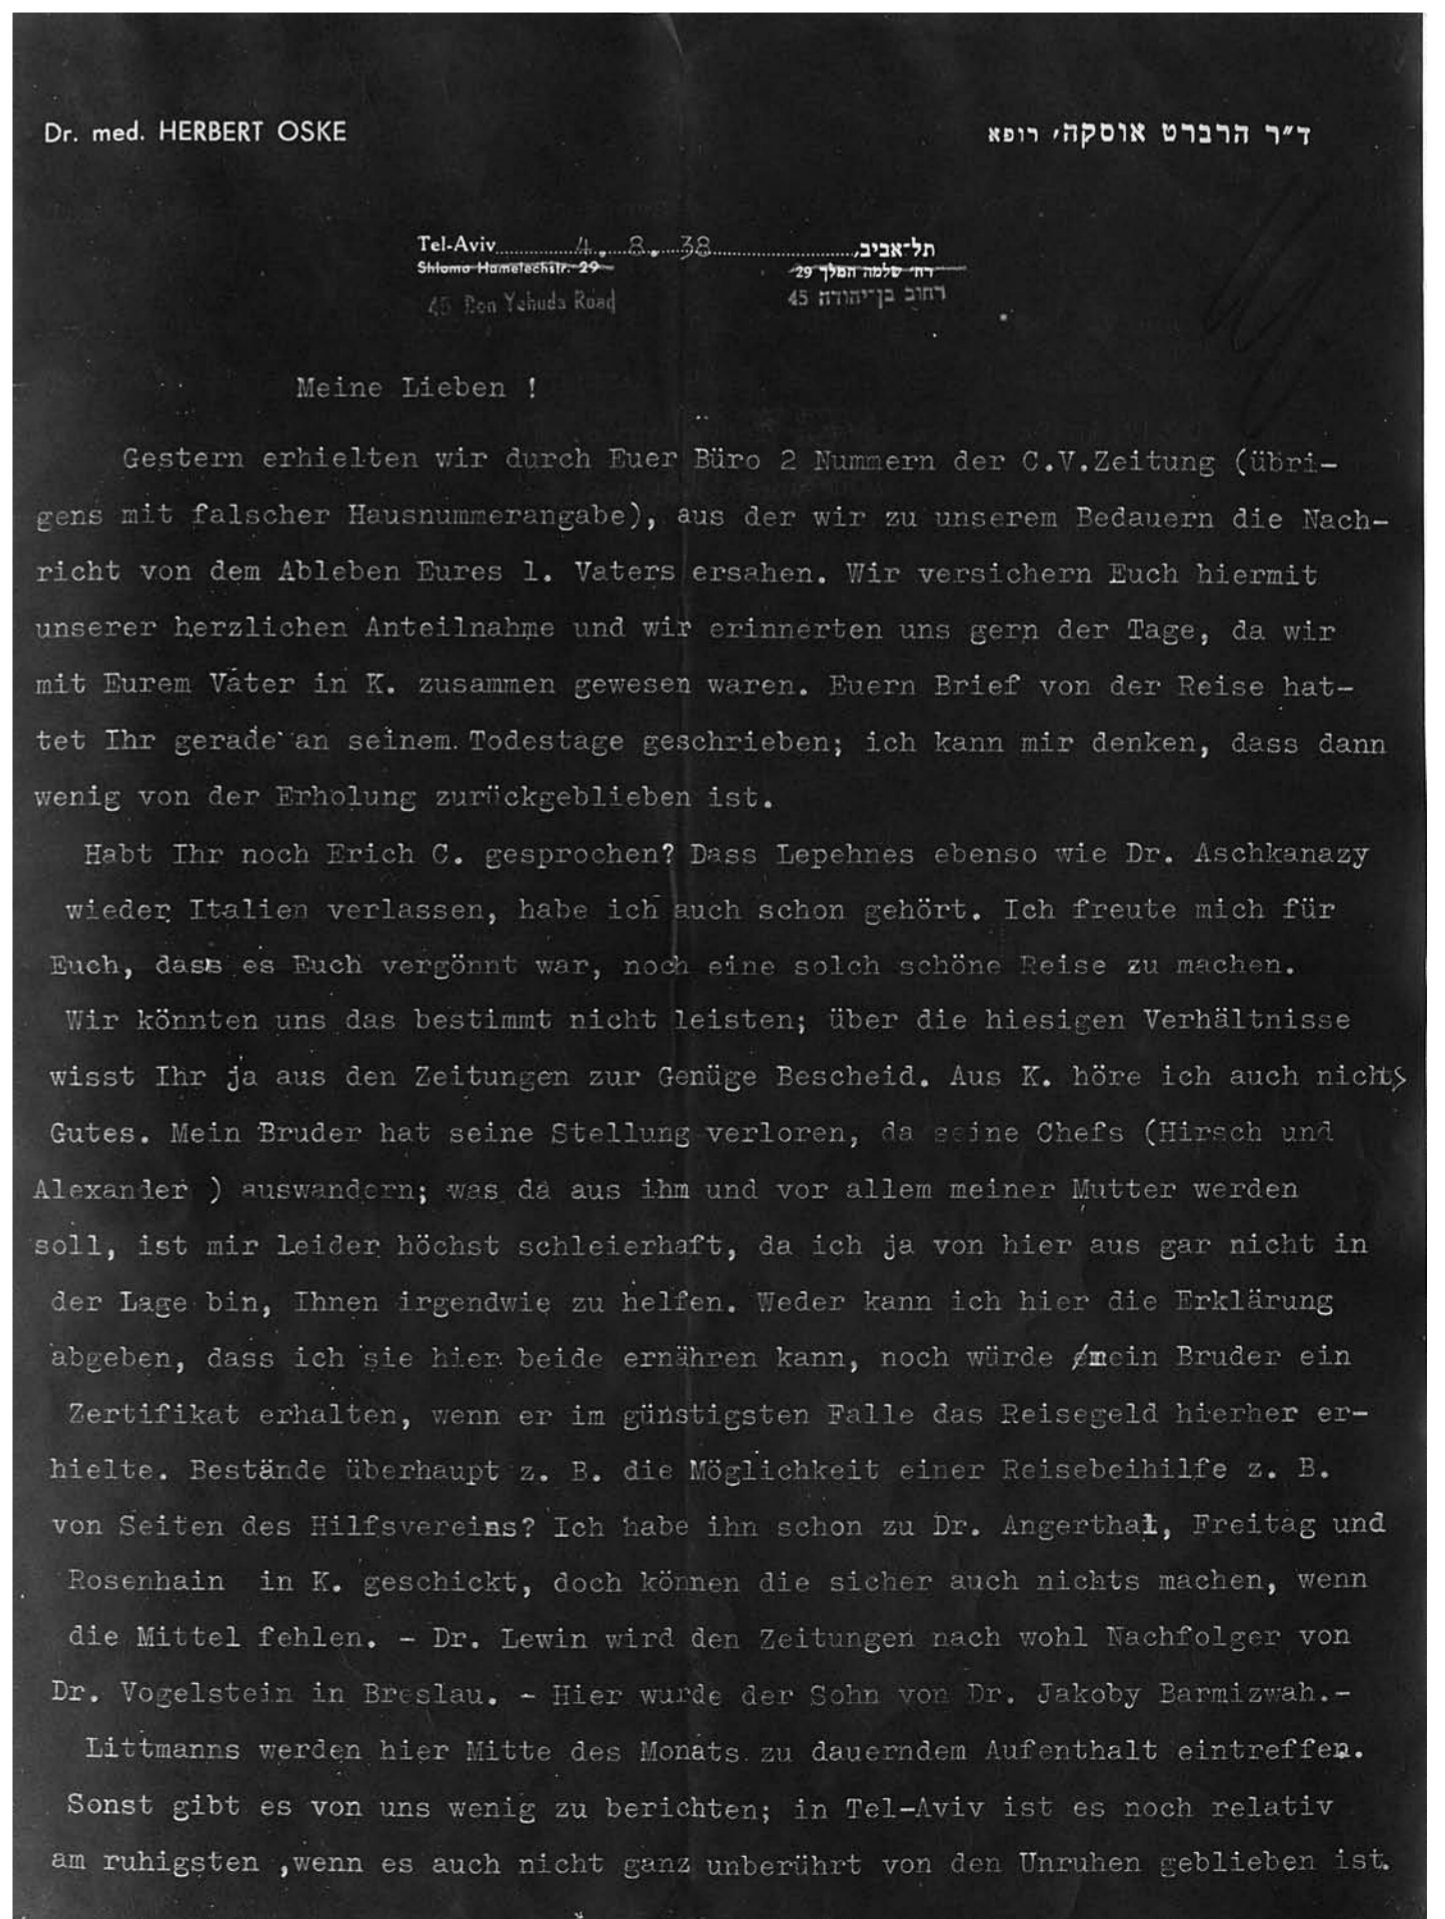 Dr. med. HERBERT OSKE
ד״ר הרברט אוסקה, רופא
Tel-Aviv 4. 8. 38 תל־אביב,
Shlomo Hamelechstr. 29 רח׳ שלמה המלך 29
45 Ben Yehuda Road רחוב בן־יהודה 45
Meine Lieben !
Gestern erhielten wir durch Euer Büro 2 Nummern der C.V.Zeitung (übri-
gens mit falscher Hausnummerangabe), aus der wir zu unserem Bedauern die Nach-
richt von dem Ableben Eures l. Vaters ersahen. Wir versichern Euch hiermit
unserer herzlichen Anteilnahme und wir erinnerten uns gern der Tage, da wir
mit Eurem Vater in K. zusammen gewesen waren. Euern Brief von der Reise hat-
tet Ihr gerade an seinem Todestage geschrieben; ich kann mir denken, dass dann
wenig von der Erholung zurückgeblieben ist.
Habt Ihr noch Erich C. gesprochen? Dass Lepehnes ebenso wie Dr. Aschkanazy
wieder Italien verlassen, habe ich auch schon gehört. Ich freute mich für
Euch, dass es Euch vergönnt war, noch eine solch schöne Reise zu machen.
Wir könnten uns das bestimmt nicht leisten; über die hiesigen Verhältnisse
wisst Ihr ja aus den Zeitungen zur Genüge Bescheid. Aus K. höre ich auch nichts
Gutes. Mein Bruder hat seine Stellung verloren, da seine Chefs (Hirsch und
Alexander ) auswandern; was da aus ihm und vor allem meiner Mutter werden
soll, ist mir leider höchst schleierhaft, da ich ja von hier aus gar nicht in
der Lage bin, Ihnen irgendwie zu helfen. Weder kann ich hier die Erklärung
abgeben, dass ich sie hier beide ernähren kann, noch würde mein Bruder ein
Zertifikat erhalten, wenn er im günstigsten Falle das Reisegeld hierher er-
hielte. Bestände überhaupt z. B. die Möglichkeit einer Reisebeihilfe z. B.
von Seiten des Hilfsvereins? Ich habe ihn schon zu Dr. Angerthal, Freitag und
Rosenhain in K. geschickt, doch können die sicher auch nichts machen, wenn
die Mittel fehlen. - Dr. Lewin wird den Zeitungen nach wohl Nachfolger von
Dr. Vogelstein in Breslau. - Hier wurde der Sohn von Dr. Jakoby Barmizwah.-
Littmanns werden hier Mitte des Monats zu dauerndem Aufenthalt eintreffen.
Sonst gibt es von uns wenig zu berichten; in Tel-Aviv ist es noch relativ
am ruhigsten ,wenn es auch nicht ganz unberührt von den Unruhen geblieben ist.